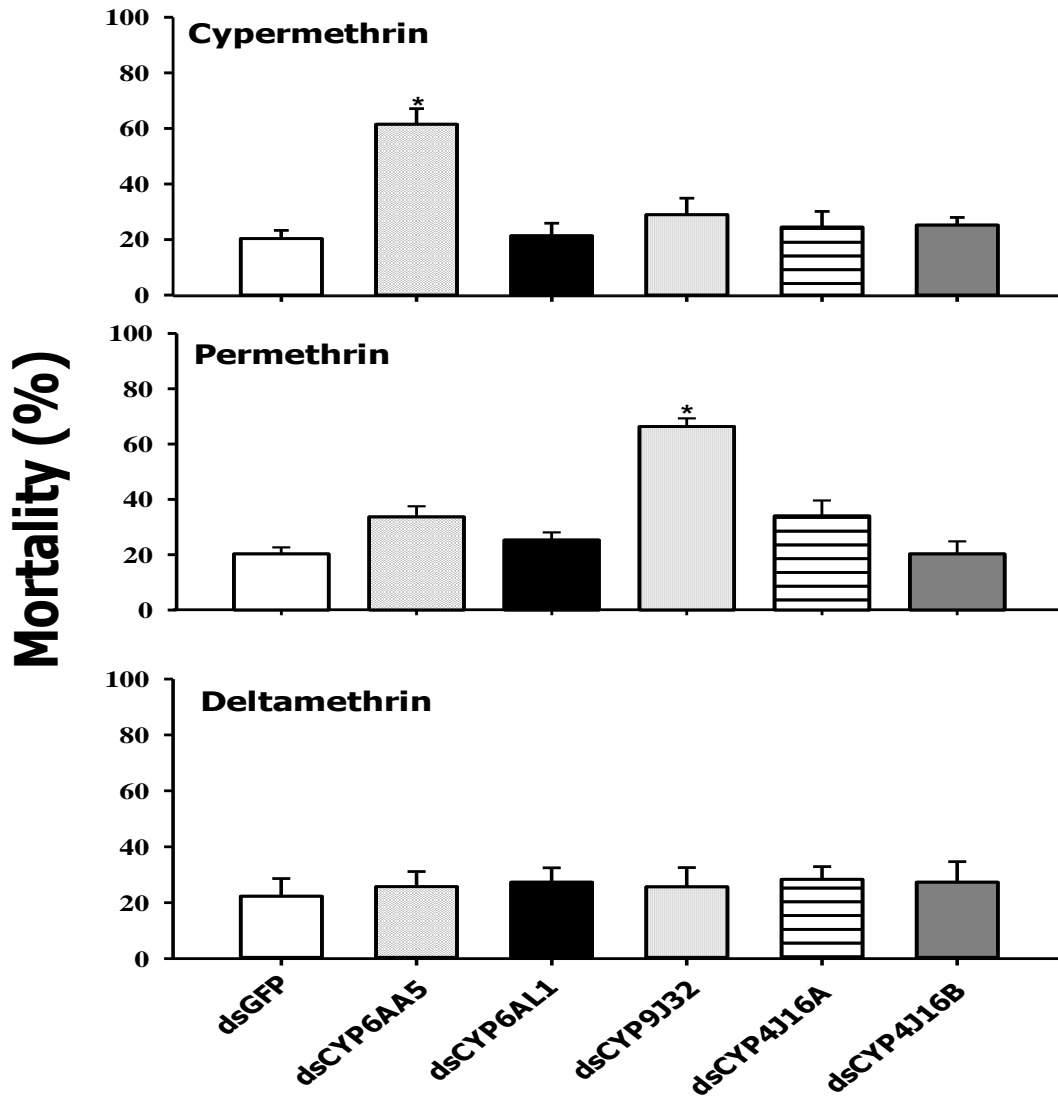 Mortality (%)
Cypermethrin
100
80
60
40
20
0
*
Permethrin
100
80
60
40
20
0
*
Deltamethrin
100
80
60
40
20
0
dsGFP
dsCYP6AA5
dsCYP6AL1
dsCYP9J32
dsCYP4J16A
dsCYP4J16B